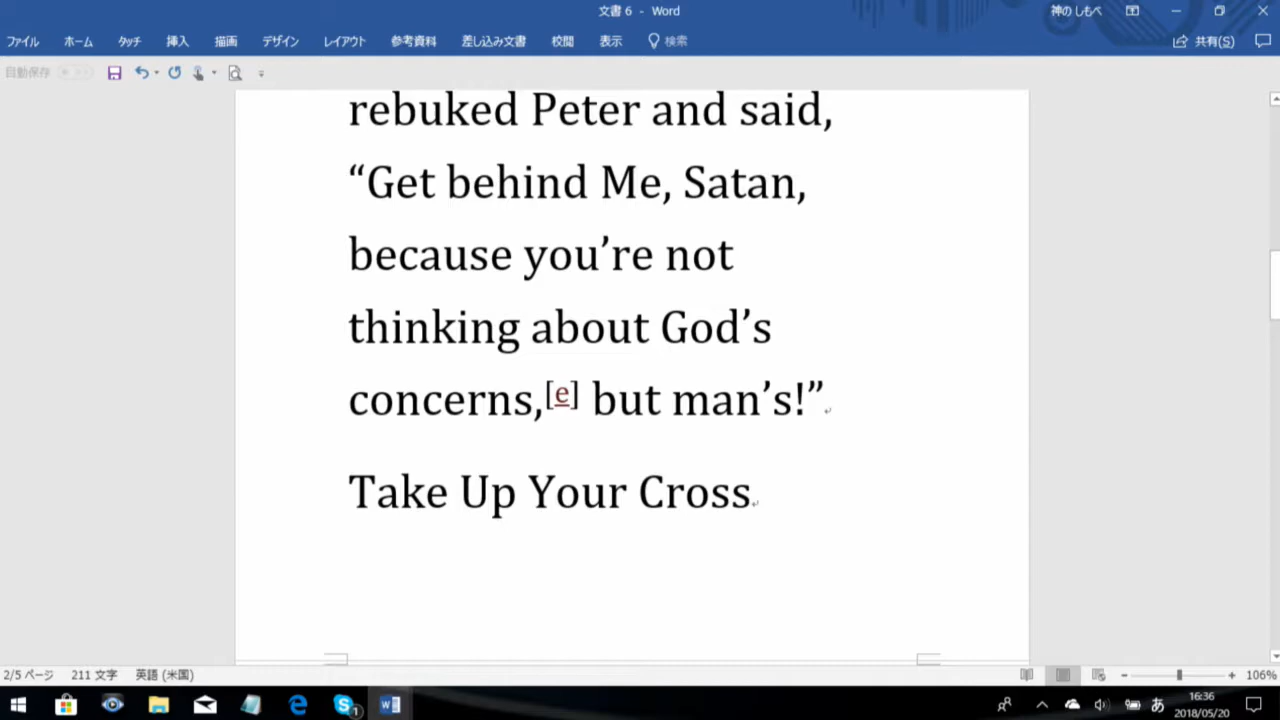 文書 6 - Word
神の しもべ
ファイル ホーム タッチ 挿入 描画 デザイン レイアウト 参考資料 差し込み文書 校閲 表示 検索 共有(S)
自動保存
rebuked Peter and said,
“Get behind Me, Satan,
because you’re not
thinking about God’s
concerns,[e] but man’s!”
Take Up Your Cross
2/5 ページ 211 文字 英語 (米国) 106%
1 あ 16:36
2018/05/20